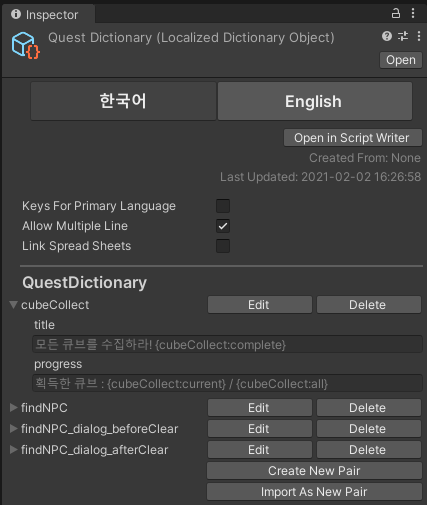 Inspector
Quest Dictionary (Localized Dictionary Object)
Open
한국어 English
Open in Script Writer
Created From: None
Last Updated: 2021-02-02 16:26:58
Keys For Primary Language
Allow Multiple Line
Link Spread Sheets
QuestDictionary
cubeCollect Edit Delete
title
모든 큐브를 수집하라! {cubeCollect:complete}
progress
획득한 큐브 : {cubeCollect:current} / {cubeCollect:all}
findNPC Edit Delete
findNPC_dialog_beforeClear Edit Delete
findNPC_dialog_afterClear Edit Delete
Create New Pair
Import As New Pair